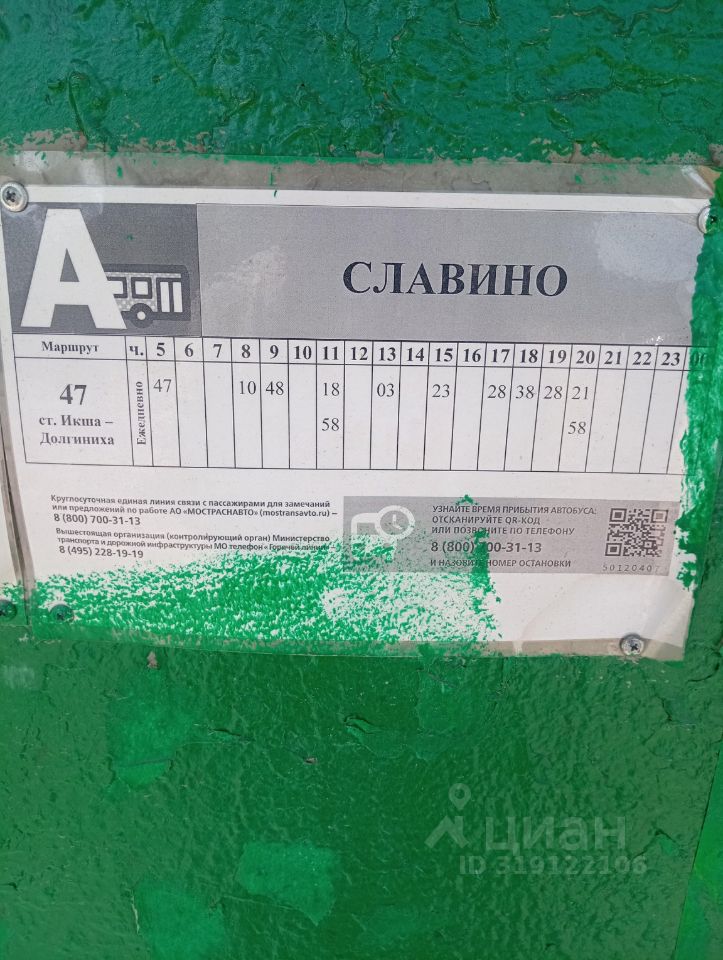 А
СЛАВИНО
Маршрут ч. 5 6 7 8 9 10 11 12 13 14 15 16 17 18 19 20 21 22 23
47 Ежедневно 47 10 48 18 03 23 28 38 28 21
ст. Икша –
Долгиниха 58 58
Круглосуточная единая линия связи с пассажирами для замечаний
или предложений по работе АО «МОСТРАСНАВТО» (mostransavto.ru) –
8 (800) 700-31-13
Вышестоящая организация (контролирующий орган) Министерство
транспорта и дорожной инфраструктуры МО телефон «Горячей линии»
8 (495) 228-19-19
УЗНАЙТЕ ВРЕМЯ ПРИБЫТИЯ АВТОБУСА:
ОТСКАНИРУЙТЕ QR-КОД
ИЛИ ПОЗВОНИТЕ ПО ТЕЛЕФОНУ
8 (800) 700-31-13
И НАЗОВИТЕ НОМЕР ОСТАНОВКИ
50120407
циан
ID 319122106